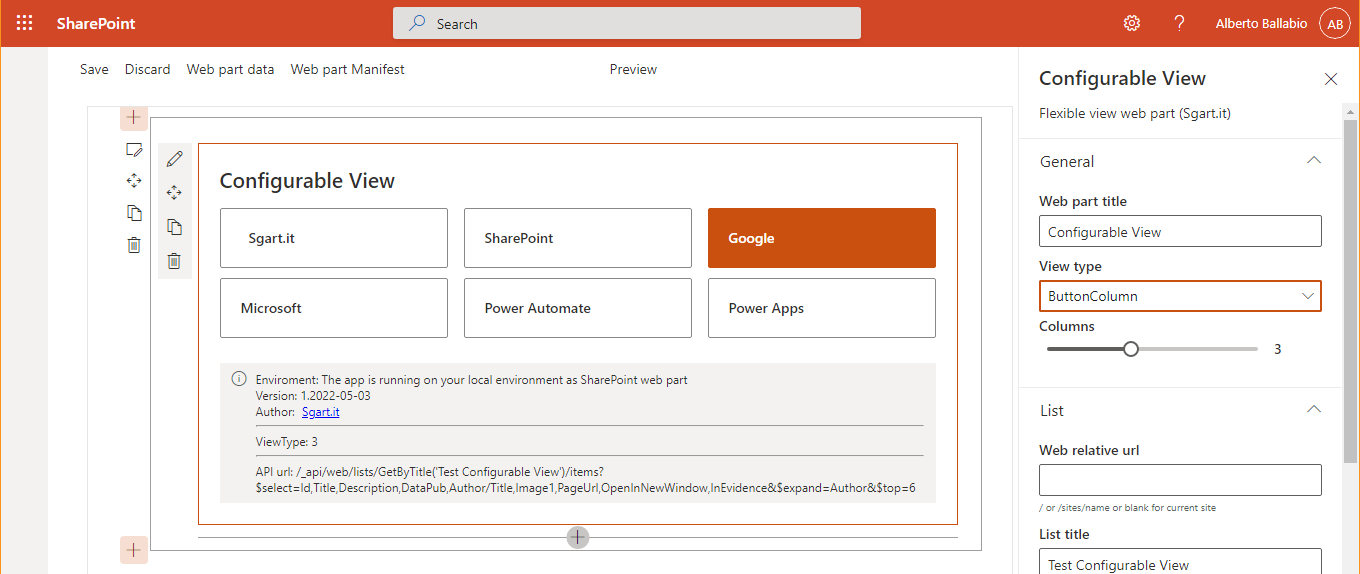 SharePoint
Search
?
Alberto Ballabio
AB
Save Discard Web part data Web part Manifest Preview
Configurable View
Sgart.it SharePoint Google
Microsoft Power Automate Power Apps
Enviroment: The app is running on your local environment as SharePoint web part
Version: 1.2022-05-03
Author: Sgart.it
ViewType: 3
API url: /_api/web/lists/GetByTitle('Test Configurable View')/items?
$select=Id,Title,Description,DataPub,Author/Title,Image1,PageUrl,OpenInNewWindow,InEvidence&$expand=Author&$top=6
Configurable View
Flexible view web part (Sgart.it)
General
Web part title
Configurable View
View type
ButtonColumn
Columns
3
List
Web relative url
/ or /sites/name or blank for current site
List title
Test Configurable View